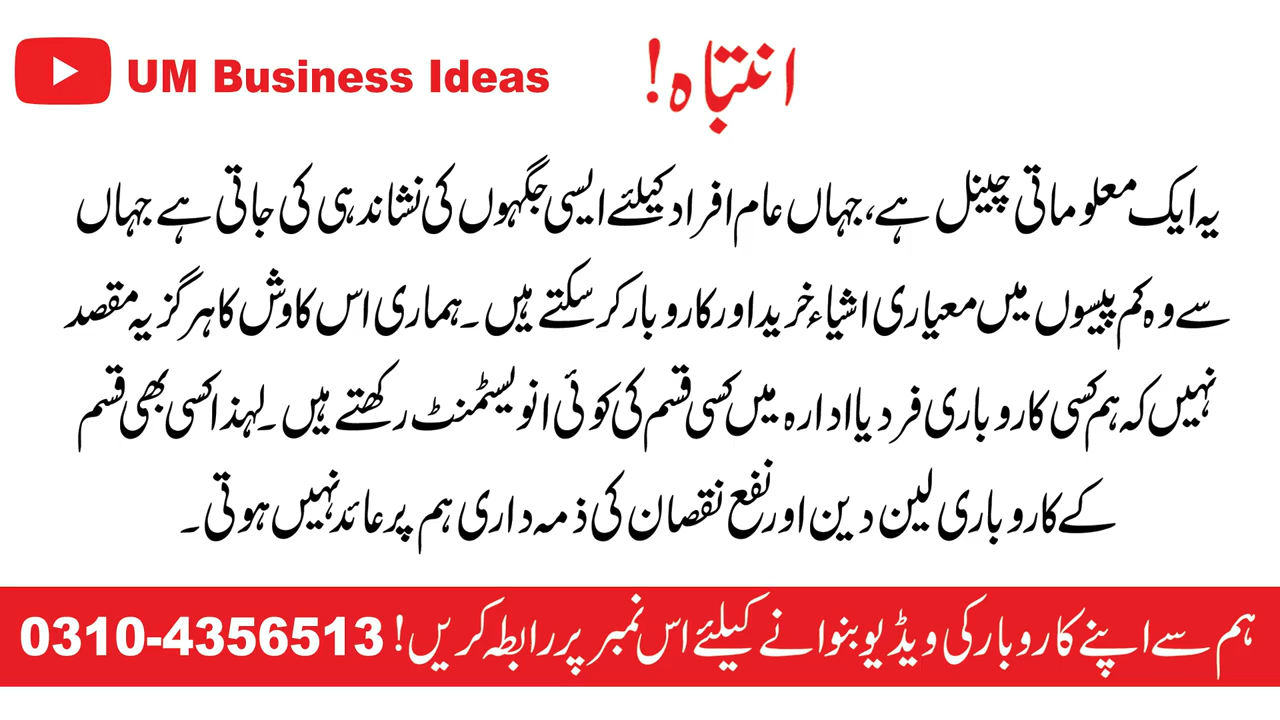 UM Business Ideas
انتباہ!
یہ ایک معلوماتی چینل ہے، جہاں عام افراد کیلئے ایسی جگہوں کی نشاندہی کی جاتی ہے جہاں
سے وہ کم پیسوں میں معیاری اشیاء خرید اور کاروبار کر سکتے ہیں۔ ہماری اس کاوش کا ہرگز یہ مقصد
نہیں کہ ہم کسی کاروباری فرد یا ادارہ میں کسی قسم کی کوئی انویسٹمنٹ رکھتے ہیں۔ لہذا کسی بھی قسم
کے کاروباری لین دین اور نفع نقصان کی ذمہ داری ہم پر عائد نہیں ہوتی۔
ہم سے اپنے کاروبار کی ویڈیو بنوانے کیلئے اس نمبر پر رابطہ کریں! 0310-4356513